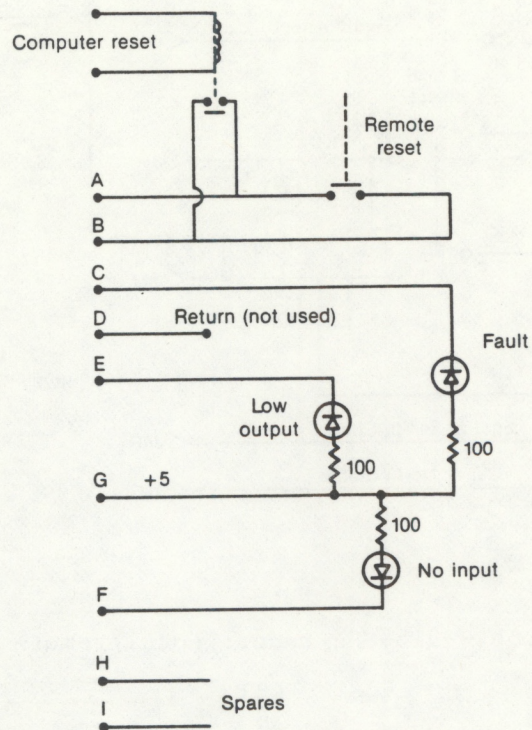 Computer reset
Remote
reset
A
B
C
D
Return (not used)
Fault
E
Low
output
100
100
G
+5
100
No input
F
H
Spares
I